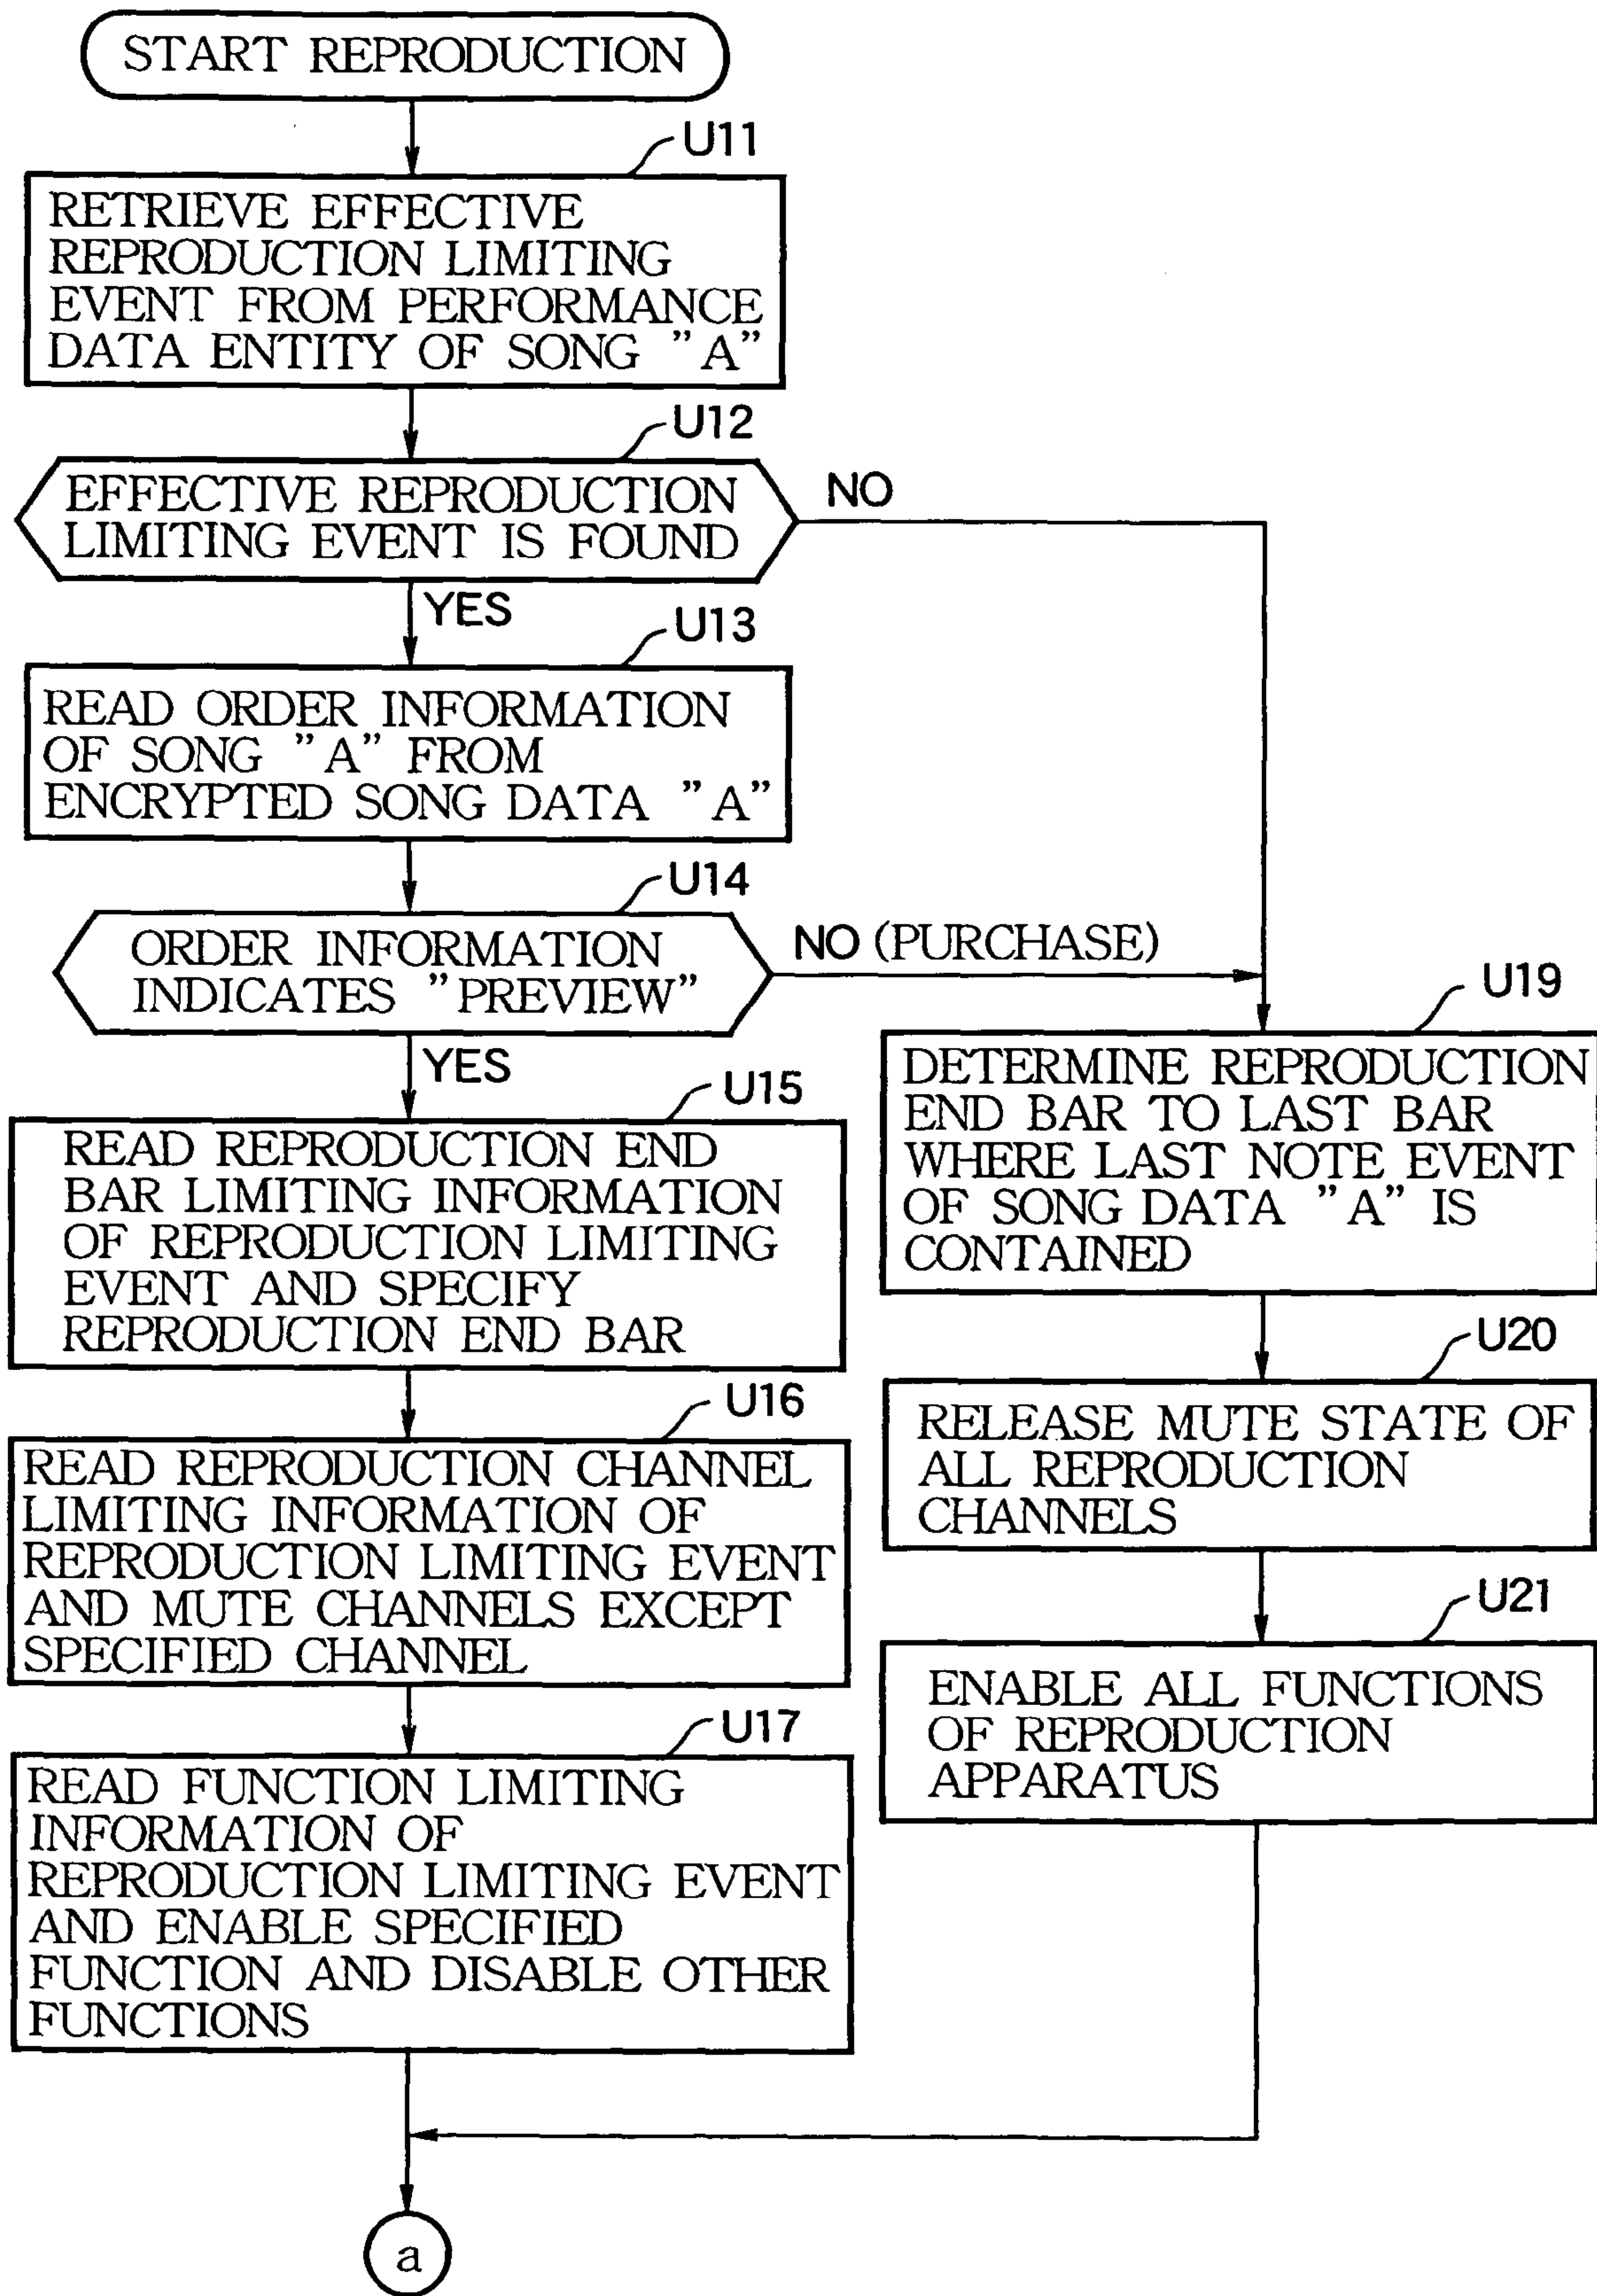 START REPRODUCTION
U11
RETRIEVE EFFECTIVE
REPRODUCTION LIMITING
EVENT FROM PERFORMANCE
DATA ENTITY OF SONG ”A”
U12
EFFECTIVE REPRODUCTION
LIMITING EVENT IS FOUND
NO
YES
U13
READ ORDER INFORMATION
OF SONG ”A” FROM
ENCRYPTED SONG DATA ”A”
U14
ORDER INFORMATION
INDICATES ”PREVIEW”
NO (PURCHASE)
YES
U15
READ REPRODUCTION END
BAR LIMITING INFORMATION
OF REPRODUCTION LIMITING
EVENT AND SPECIFY
REPRODUCTION END BAR
U16
READ REPRODUCTION CHANNEL
LIMITING INFORMATION OF
REPRODUCTION LIMITING EVENT
AND MUTE CHANNELS EXCEPT
SPECIFIED CHANNEL
U17
READ FUNCTION LIMITING
INFORMATION OF
REPRODUCTION LIMITING EVENT
AND ENABLE SPECIFIED
FUNCTION AND DISABLE OTHER
FUNCTIONS
U19
DETERMINE REPRODUCTION
END BAR TO LAST BAR
WHERE LAST NOTE EVENT
OF SONG DATA ”A” IS
CONTAINED
U20
RELEASE MUTE STATE OF
ALL REPRODUCTION
CHANNELS
U21
ENABLE ALL FUNCTIONS
OF REPRODUCTION
APPARATUS
a